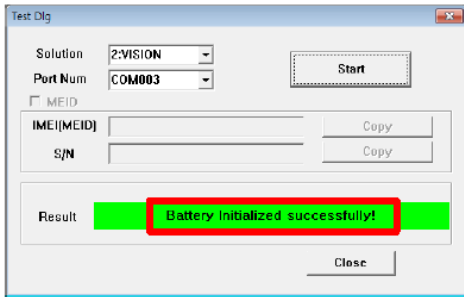 Test Dlg
Solution 2:VISION Start
Port Num COM003
MEID
IMEI(MEID) Copy
S/N Copy
Result Battery Initialized successfully!
Close